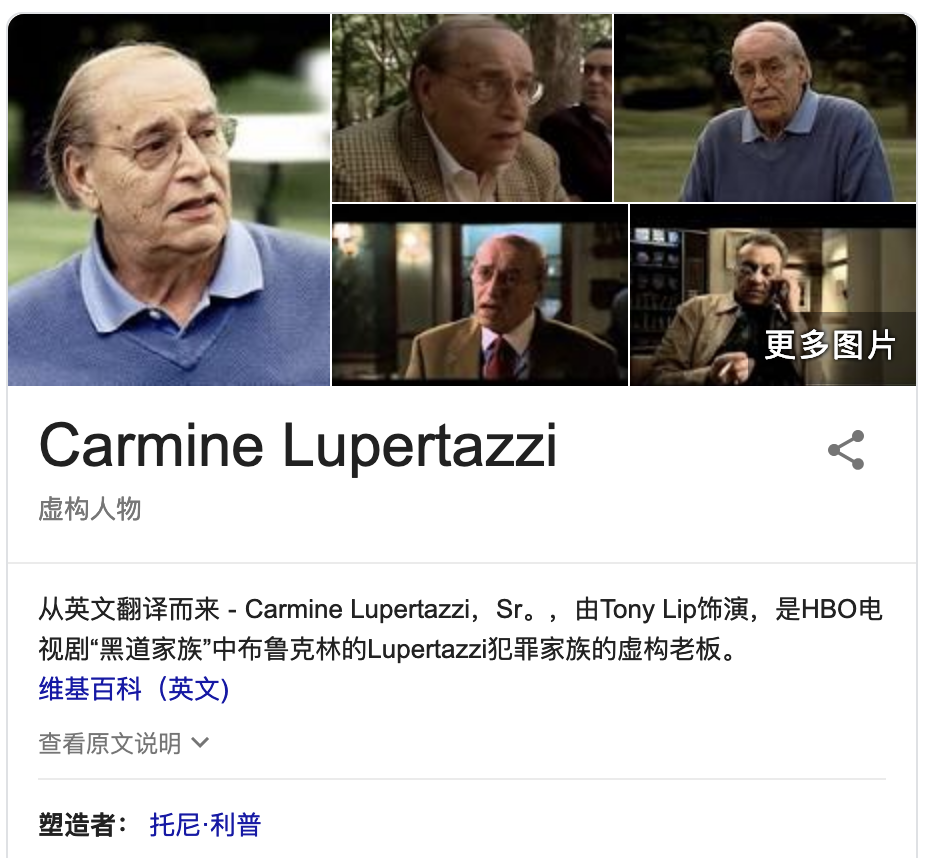 更多图片
Carmine Lupertazzi
虚构人物
从英文翻译而来 - Carmine Lupertazzi，Sr。，由Tony Lip饰演，是HBO电
视剧“黑道家族”中布鲁克林的Lupertazzi犯罪家族的虚构老板。
维基百科（英文)
查看原文说明
塑造者： 托尼·利普